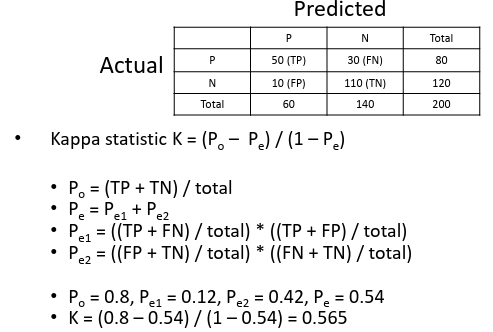 Predicted
Actual
P N Total
P 50 (TP) 30 (FN) 80
N 10 (FP) 110 (TN) 120
Total 60 140 200
• Kappa statistic K = (Po – Pe) / (1 – Pe)
• Po = (TP + TN) / total
• Pe = Pe1 + Pe2
• Pe1 = ((TP + FN) / total) * ((TP + FP) / total)
• Pe2 = ((FP + TN) / total) * ((FN + TN) / total)
• Po = 0.8, Pe1 = 0.12, Pe2 = 0.42, Pe = 0.54
• K = (0.8 – 0.54) / (1 – 0.54) = 0.565